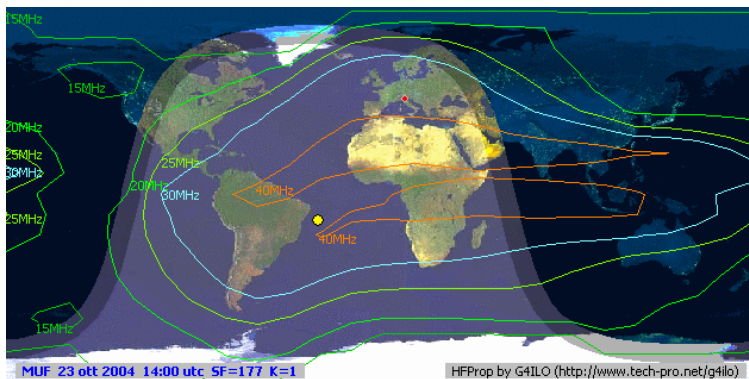 15MHz
15MHz
20MHz
25MHz
30MHz
25MHz
25MHz
20MHz
30MHz
40MHz
40MHz
15MHz
MUF 23 ott 2004 14:00 utc SF=177 K=1
HFProp by G4ILO (http://www.tech-pro.net/g4ilo)